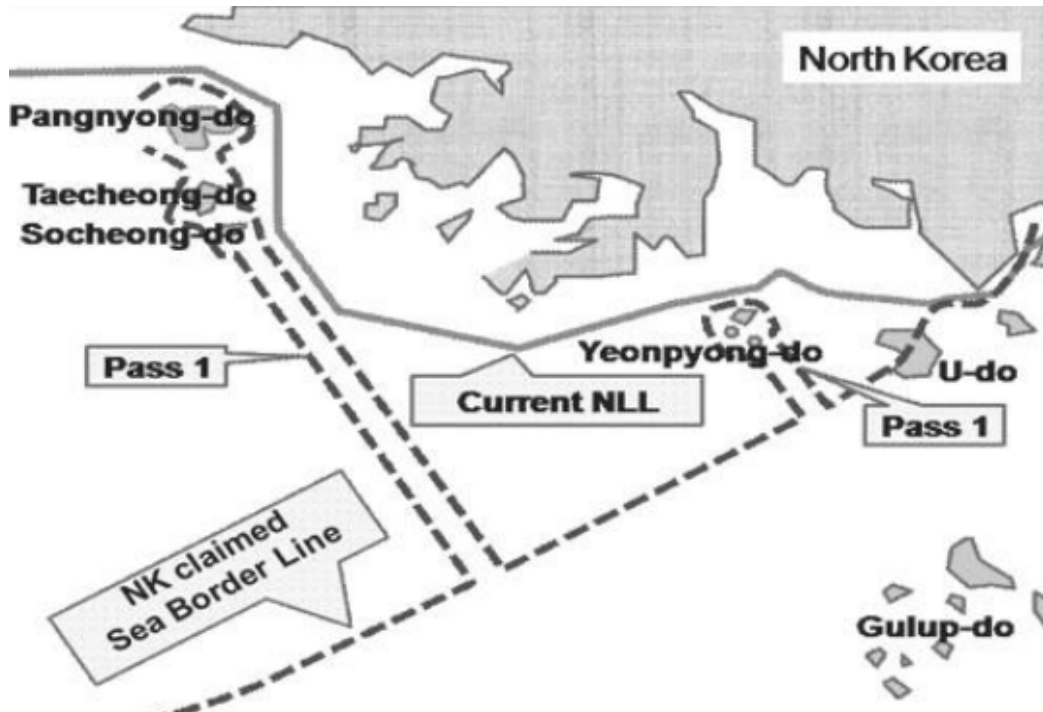 North Korea
Pangnyong-do
Taecheong-do
Socheong-do
Pass 1
Yeonpyong-do
U-do
Current NLL
Pass 1
NK claimed
Sea Border Line
Gulup-do